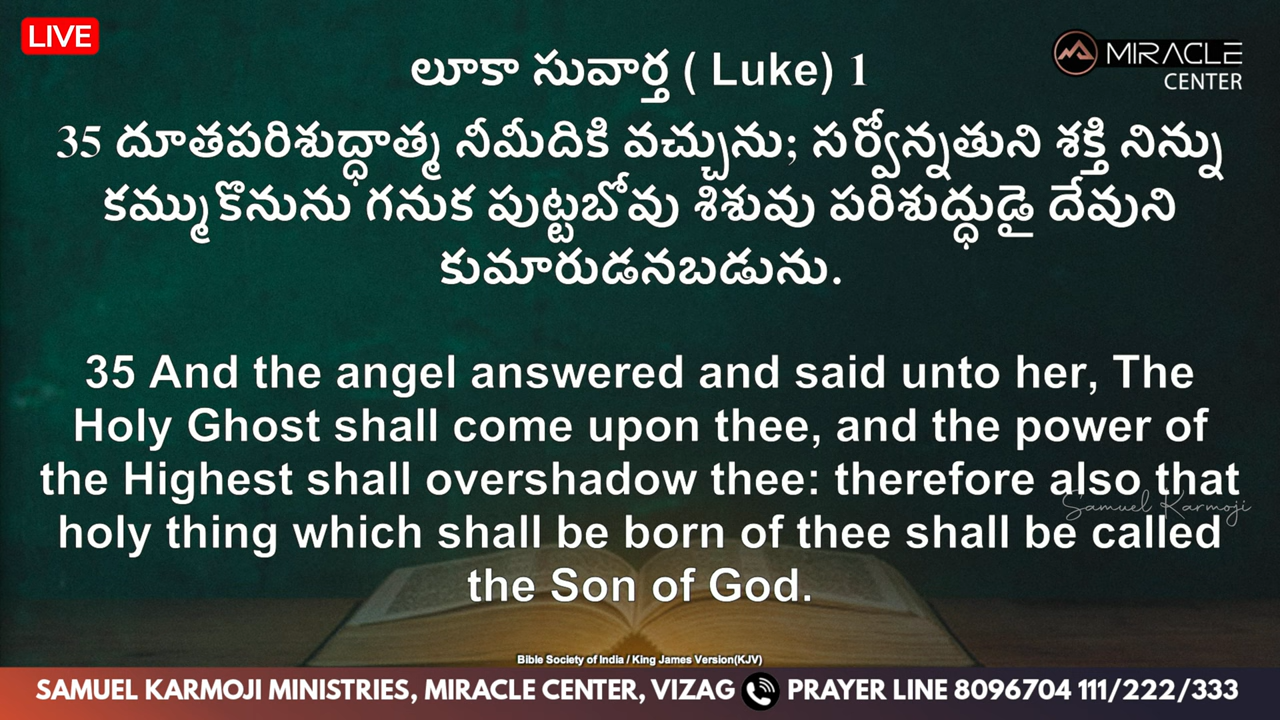 LIVE
MIRACLE
CENTER
లూకా సువార్త ( Luke) 1
35 దూతపరిశుద్ధాత్మ నీమీదికి వచ్చును; సర్వోన్నతుని శక్తి నిన్ను
కమ్ముకొనును గనుక పుట్టబోవు శిశువు పరిశుద్ధుడై దేవుని
కుమారుడనబడును.
35 And the angel answered and said unto her, The
Holy Ghost shall come upon thee, and the power of
the Highest shall overshadow thee: therefore also that
holy thing which shall be born of thee shall be called
the Son of God.
Samuel Karmoji
Bible Society of India / King James Version(KJV)
SAMUEL KARMOJI MINISTRIES, MIRACLE CENTER, VIZAG PRAYER LINE 8096704 111/222/333